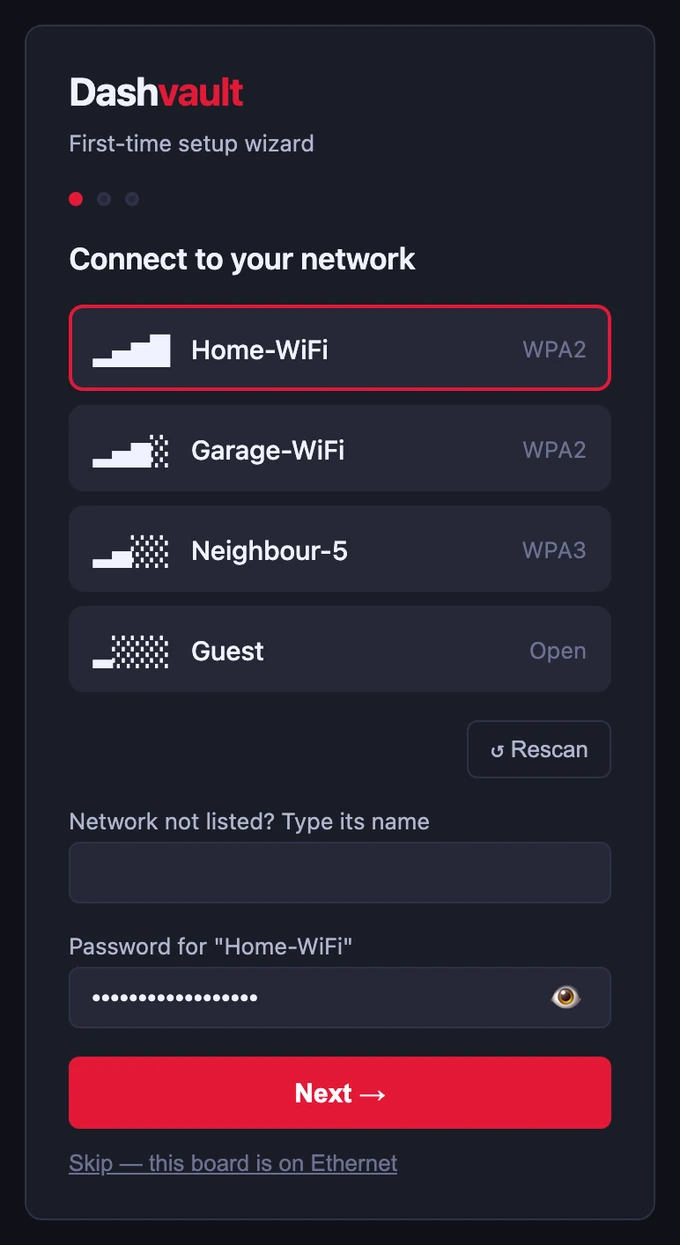 Dashvault
First-time setup wizard
Connect to your network
Home-WiFi WPA2
Garage-WiFi WPA2
Neighbour-5 WPA3
Guest Open
↺ Rescan
Network not listed? Type its name
Password for "Home-WiFi"
••••••••••••••••••
Next →
Skip — this board is on Ethernet